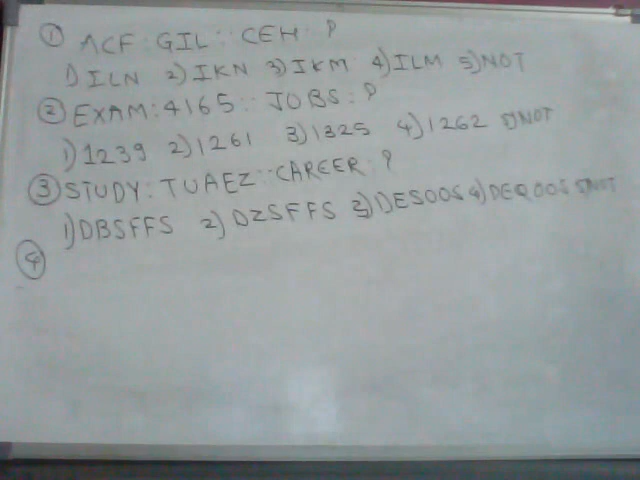 ① ACF : GIL :: CEH : ?
1) ILN 2) IKN 3) IKM 4) ILM 5) NOT
② EXAM : 4165 :: JOBS : ?
1) 1239 2) 1261 3) 1325 4) 1262 5) NOT
③ STUDY : TUAEZ :: CAREER : ?
1) DBSFFS 2) DZSFFS 3) DESOOS 4) DEQOOS 5) NOT
④